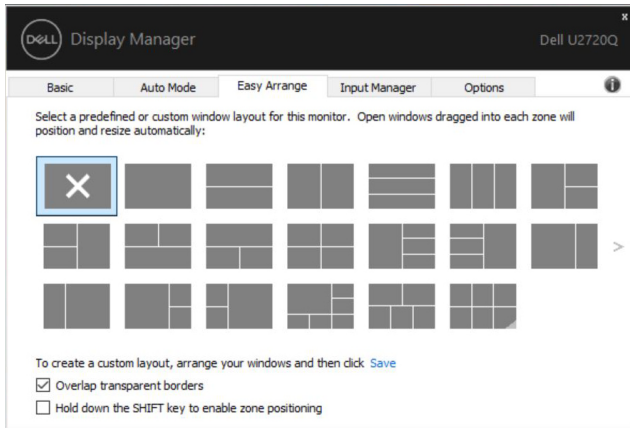 x
DELL Display Manager
Dell U2720Q
Basic Auto Mode Easy Arrange Input Manager Options i
Select a predefined or custom window layout for this monitor. Open windows dragged into each zone will
position and resize automatically:
>
To create a custom layout, arrange your windows and then click Save
Overlap transparent borders
Hold down the SHIFT key to enable zone positioning